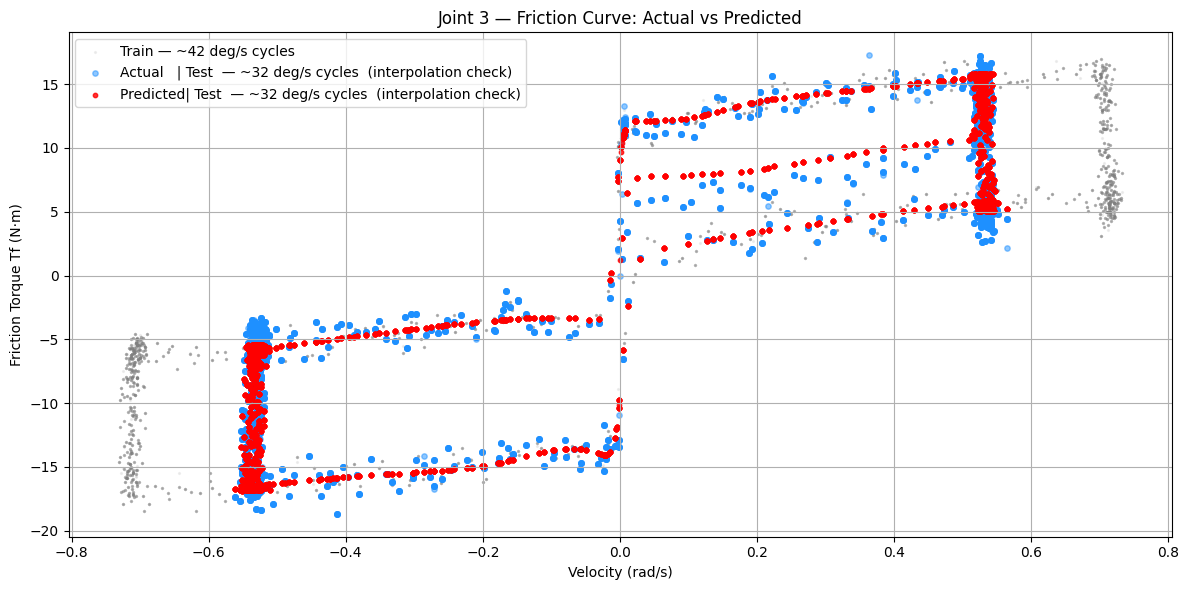 Joint 3 — Friction Curve: Actual vs Predicted
Train — ~42 deg/s cycles
Actual   | Test  — ~32 deg/s cycles  (interpolation check)
Predicted| Test  — ~32 deg/s cycles  (interpolation check)
Friction Torque Tf (N·m)
15
10
5
0
−5
−10
−15
−20
−0.8
−0.6
−0.4
−0.2
0.0
0.2
0.4
0.6
0.8
Velocity (rad/s)